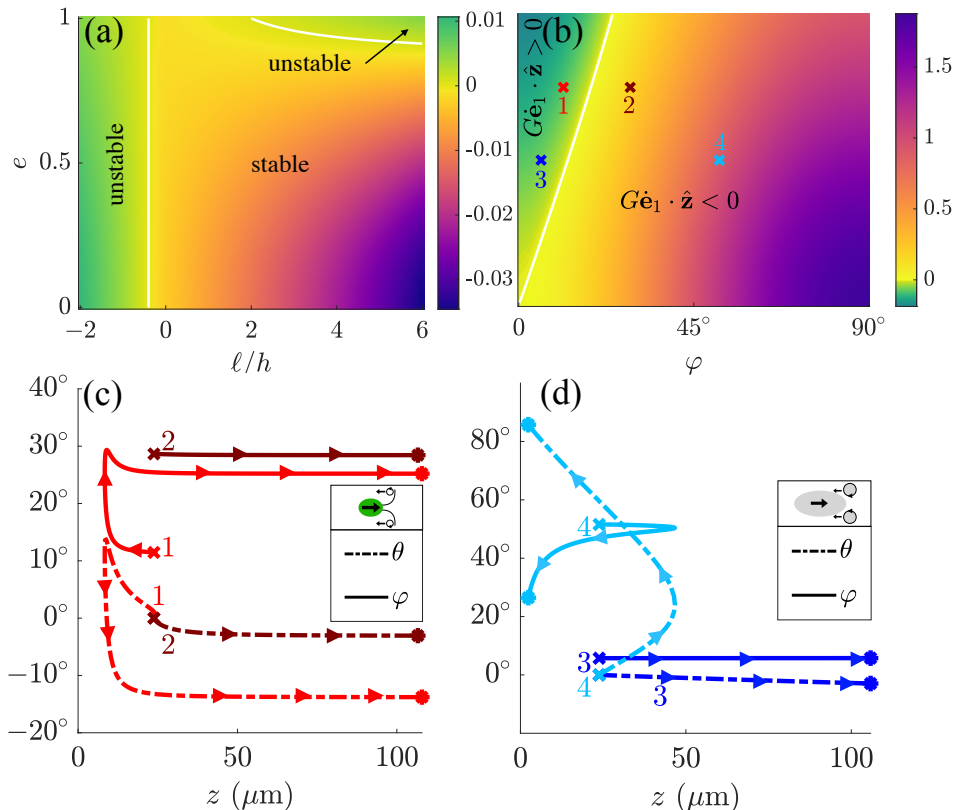 (a)
1
0.5
0
e
unstable
unstable
stable
−2
0
2
4
6
ℓ/h
0.01
0
-0.01
-0.02
-0.03
(b)
Gė₁ · ẑ > 0
1
2
3
4
Gė₁ · ẑ < 0
0
45°
90°
φ
1.5
1
0.5
0
(c)
40°
30°
20°
10°
0°
−10°
−20°
2
1
1
2
θ
φ
0
50
100
z (μm)
(d)
80°
60°
40°
20°
0°
4
3
4
3
θ
φ
0
50
100
z (μm)